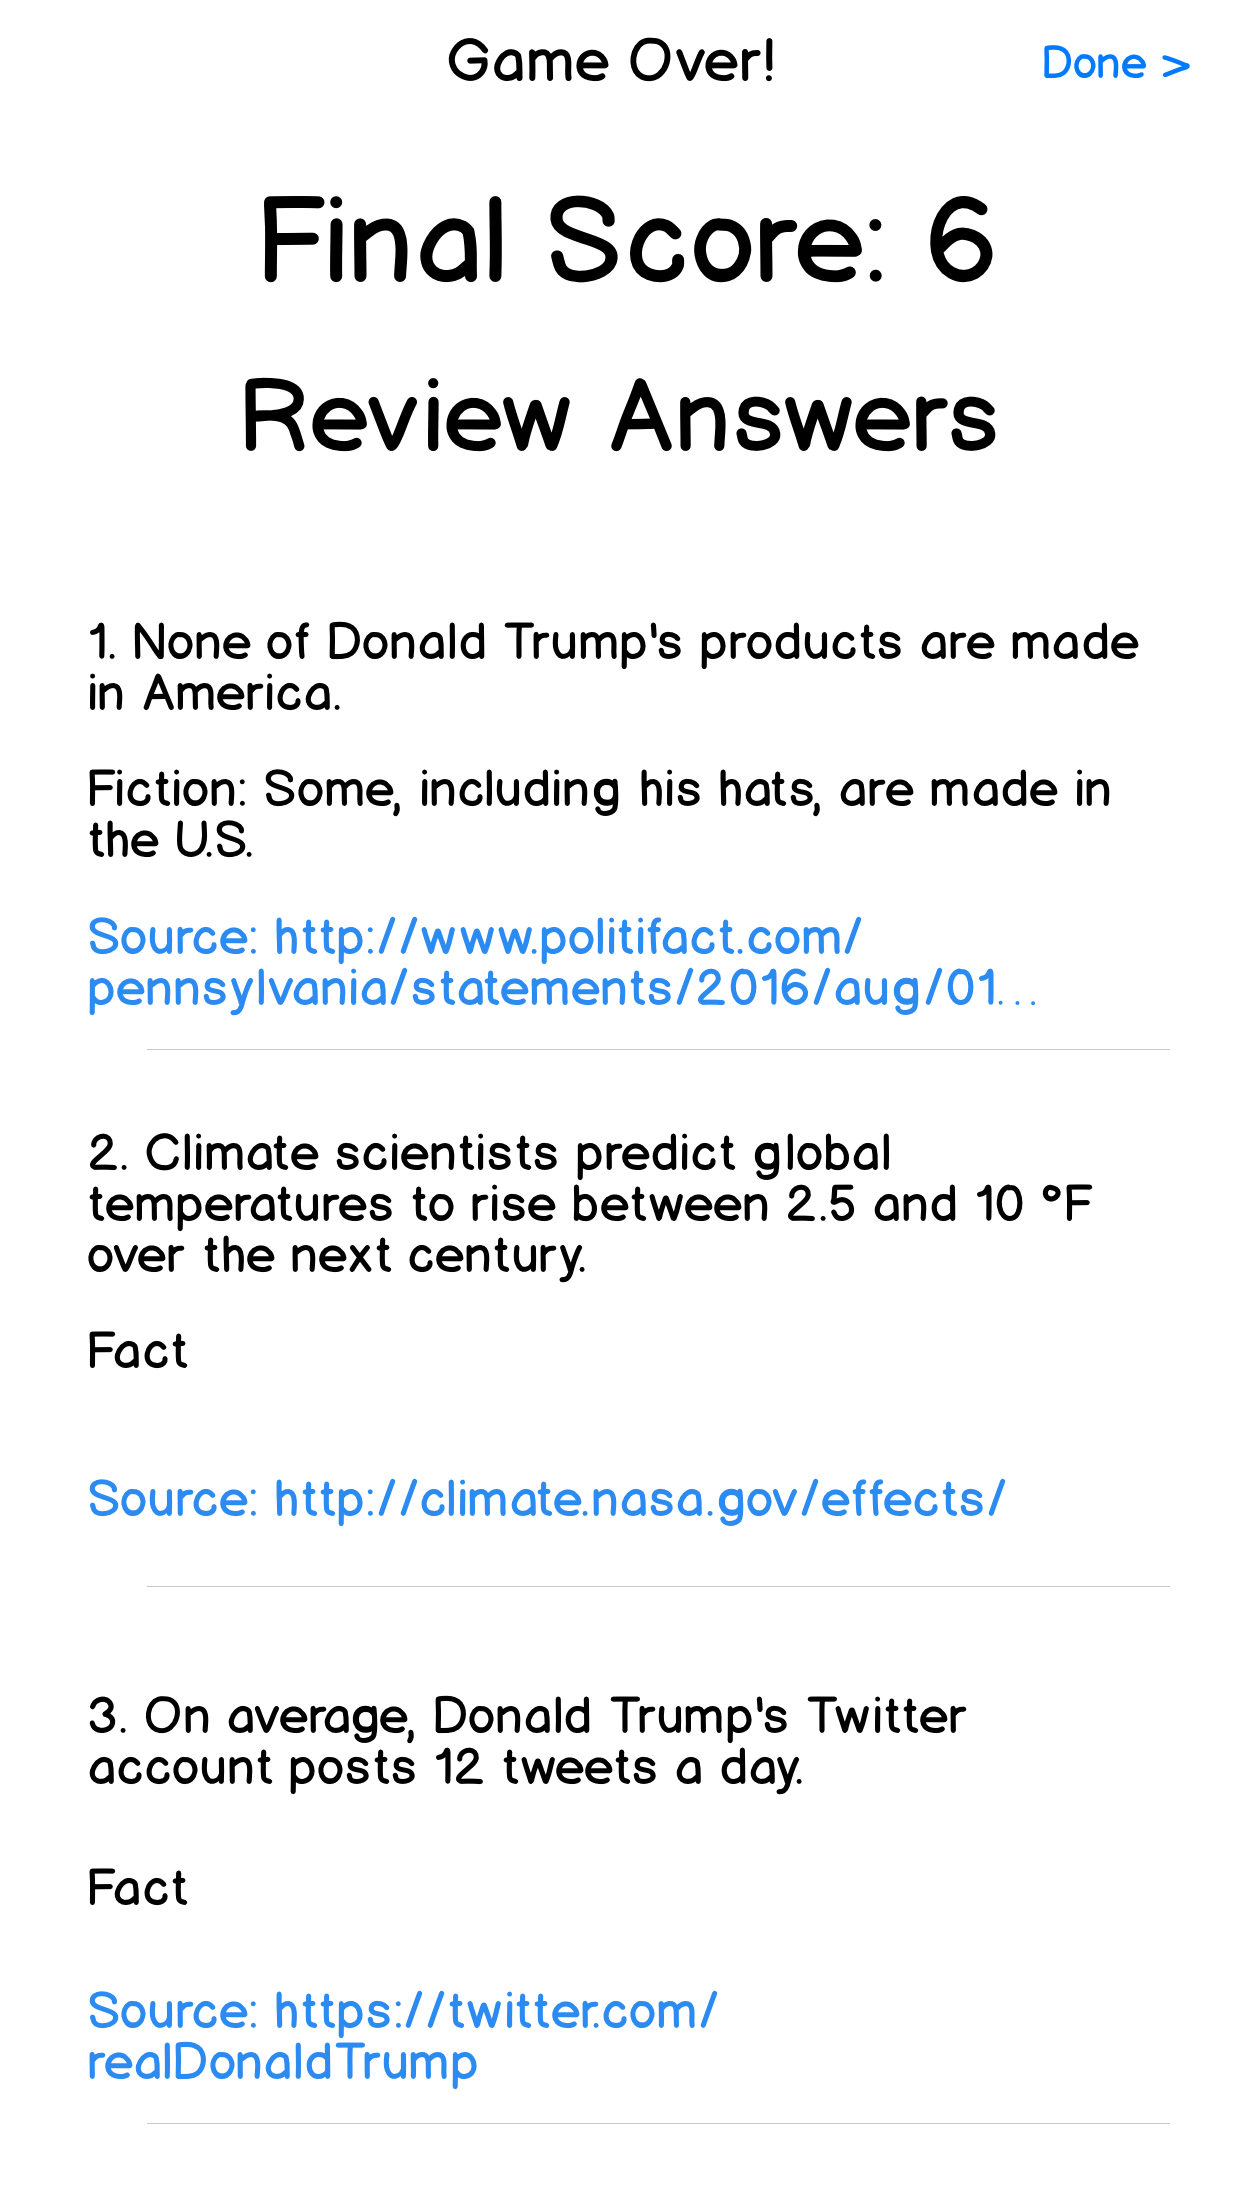 Game Over!
Done >
Final Score: 6
Review Answers
1. None of Donald Trump's products are made
in America.
Fiction: Some, including his hats, are made in
the U.S.
Source: http://www.politifact.com/
pennsylvania/statements/2016/aug/01...
2. Climate scientists predict global
temperatures to rise between 2.5 and 10 °F
over the next century.
Fact
Source: http://climate.nasa.gov/effects/
3. On average, Donald Trump's Twitter
account posts 12 tweets a day.
Fact
Source: https://twitter.com/
realDonaldTrump